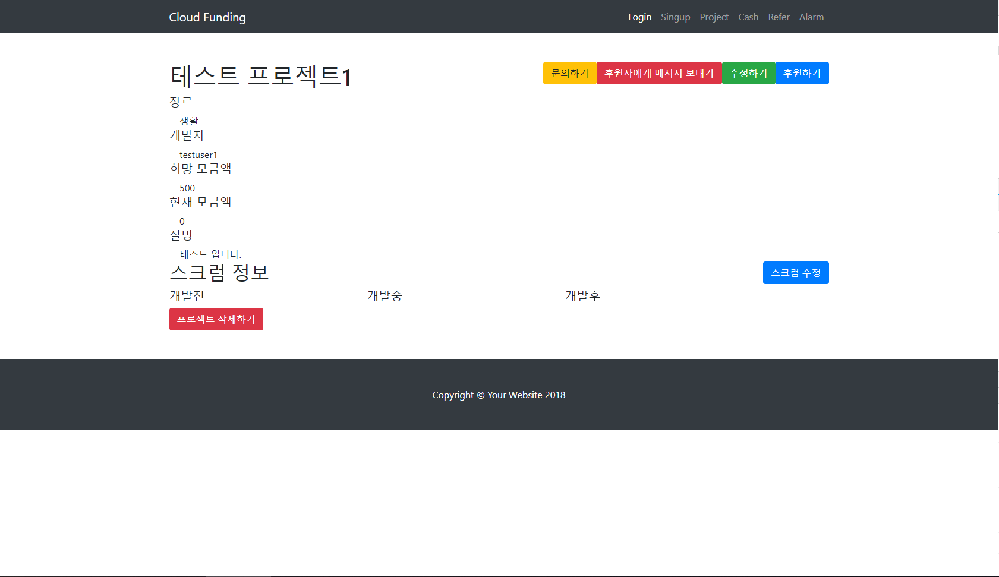 Cloud Funding Login Singup Project Cash Refer Alarm
테스트 프로젝트1 문의하기 후원자에게 메시지 보내기 수정하기 후원하기
장르
생활
개발자
testuser1
희망 모금액
500
현재 모금액
0
설명
테스트 입니다.
스크럼 정보 스크럼 수정
개발전 개발중 개발후
프로젝트 삭제하기
Copyright © Your Website 2018